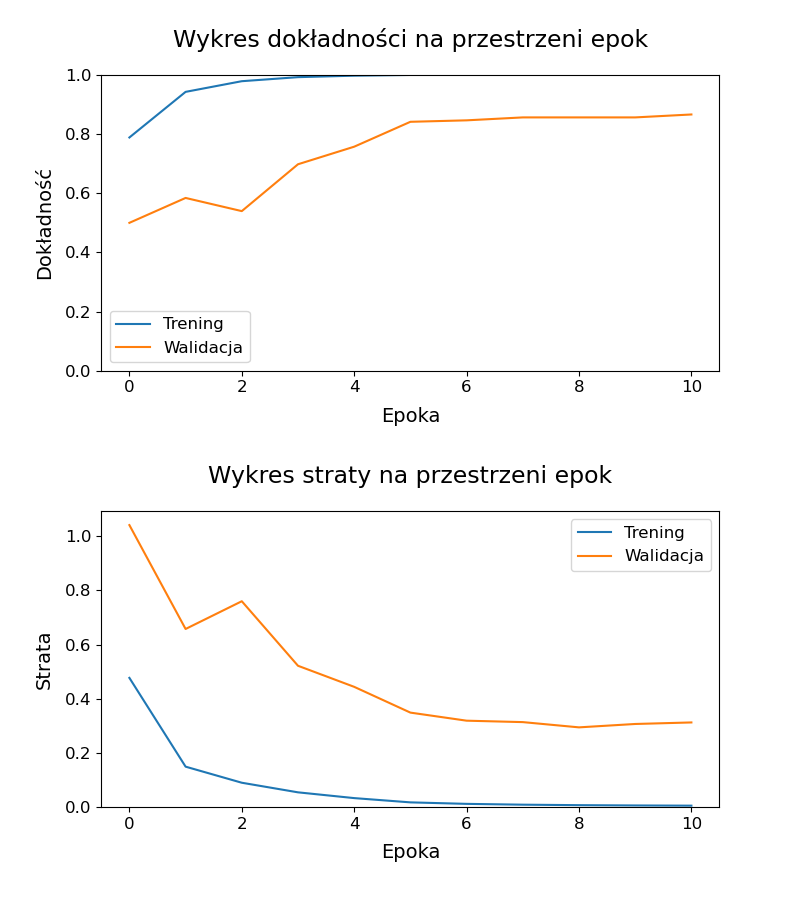 Wykres dokładności na przestrzeni epok
1.0
0.8
0.6
0.4
0.2
0.0
Dokładność
Trening
Walidacja
0 2 4 6 8 10
Epoka
Wykres straty na przestrzeni epok
1.0
0.8
0.6
0.4
0.2
0.0
Strata
Trening
Walidacja
0 2 4 6 8 10
Epoka